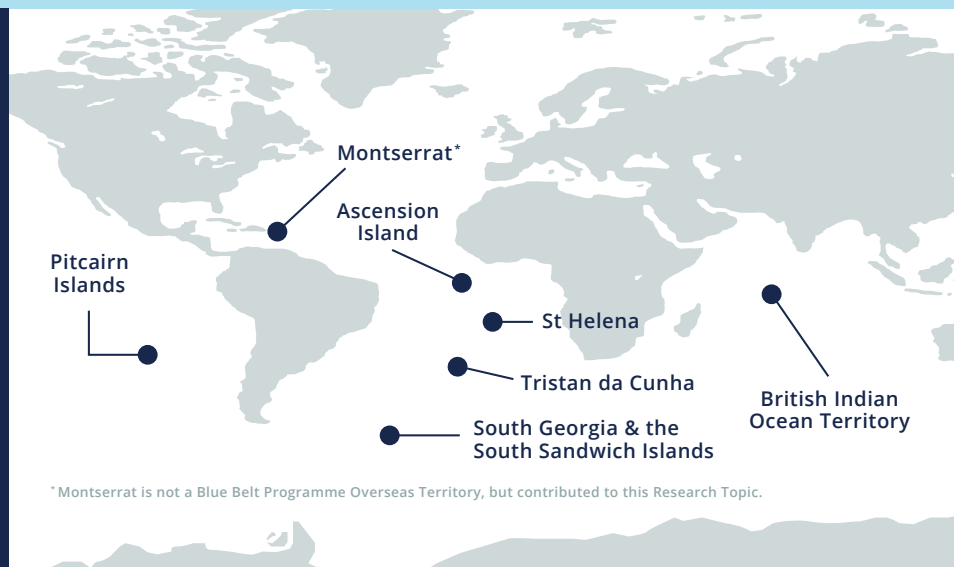 Montserrat*
Ascension
Island
Pitcairn
Islands
St Helena
Tristan da Cunha
British Indian
Ocean Territory
South Georgia & the
South Sandwich Islands
*Montserrat is not a Blue Belt Programme Overseas Territory, but contributed to this Research Topic.